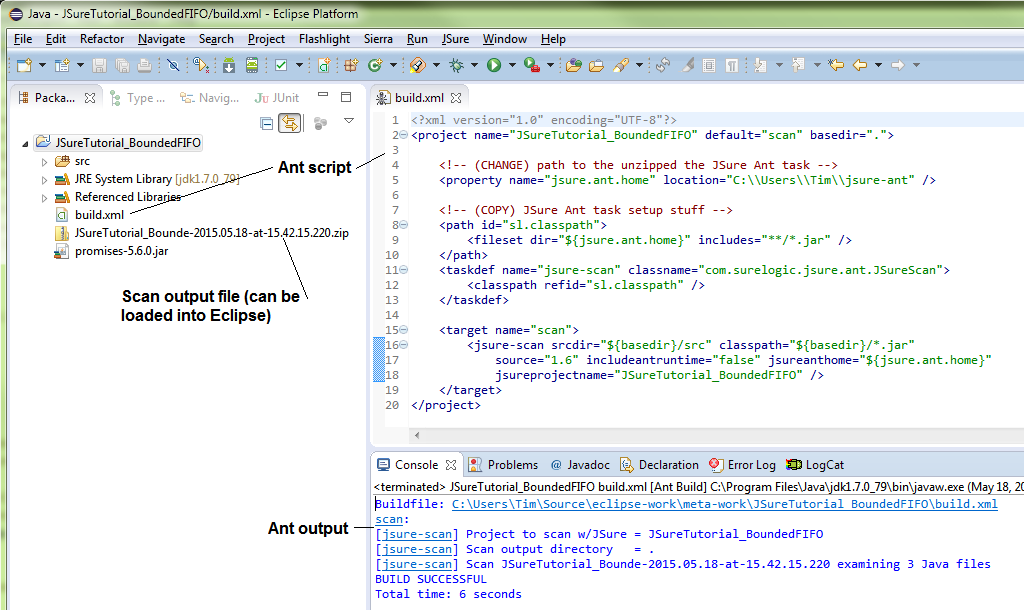 Java - JSureTutorial_BoundedFIFO/build.xml - Eclipse Platform
File Edit Refactor Navigate Search Project Flashlight Sierra Run JSure Window Help
Packa... Type ... Navig... Ju JUnit
JSureTutorial_BoundedFIFO
src
JRE System Library [jdk1.7.0_79]
Referenced Libraries
build.xml
JSureTutorial_Bounde-2015.05.18-at-15.42.15.220.zip
promises-5.6.0.jar
Ant script
Scan output file (can be
loaded into Eclipse)
build.xml
1 <?xml version="1.0" encoding="UTF-8"?>
2 <project name="JSureTutorial_BoundedFIFO" default="scan" basedir=".">
3
4 <!-- (CHANGE) path to the unzipped the JSure Ant task -->
5 <property name="jsure.ant.home" location="C:\\Users\\Tim\\jsure-ant" />
6
7 <!-- (COPY) JSure Ant task setup stuff -->
8 <path id="sl.classpath">
9 <fileset dir="${jsure.ant.home}" includes="**/*.jar" />
10 </path>
11 <taskdef name="jsure-scan" classname="com.surelogic.jsure.ant.JSureScan">
12 <classpath refid="sl.classpath" />
13 </taskdef>
14
15 <target name="scan">
16 <jsure-scan srcdir="${basedir}/src" classpath="${basedir}/*.jar"
17 source="1.6" includeantruntime="false" jsureanthome="${jsure.ant.home}"
18 jsureprojectname="JSureTutorial_BoundedFIFO" />
19 </target>
20 </project>
Console Problems @ Javadoc Declaration Error Log LogCat
<terminated> JSureTutorial_BoundedFIFO build.xml [Ant Build] C:\Program Files\Java\jdk1.7.0_79\bin\javaw.exe (May 18, 20
Ant output
Buildfile: C:\Users\Tim\Source\eclipse-work\meta-work\JSureTutorial_BoundedFIFO\build.xml
scan:
[jsure-scan] Project to scan w/JSure = JSureTutorial_BoundedFIFO
[jsure-scan] Scan output directory = .
[jsure-scan] Scan JSureTutorial_Bounde-2015.05.18-at-15.42.15.220 examining 3 Java files
BUILD SUCCESSFUL
Total time: 6 seconds